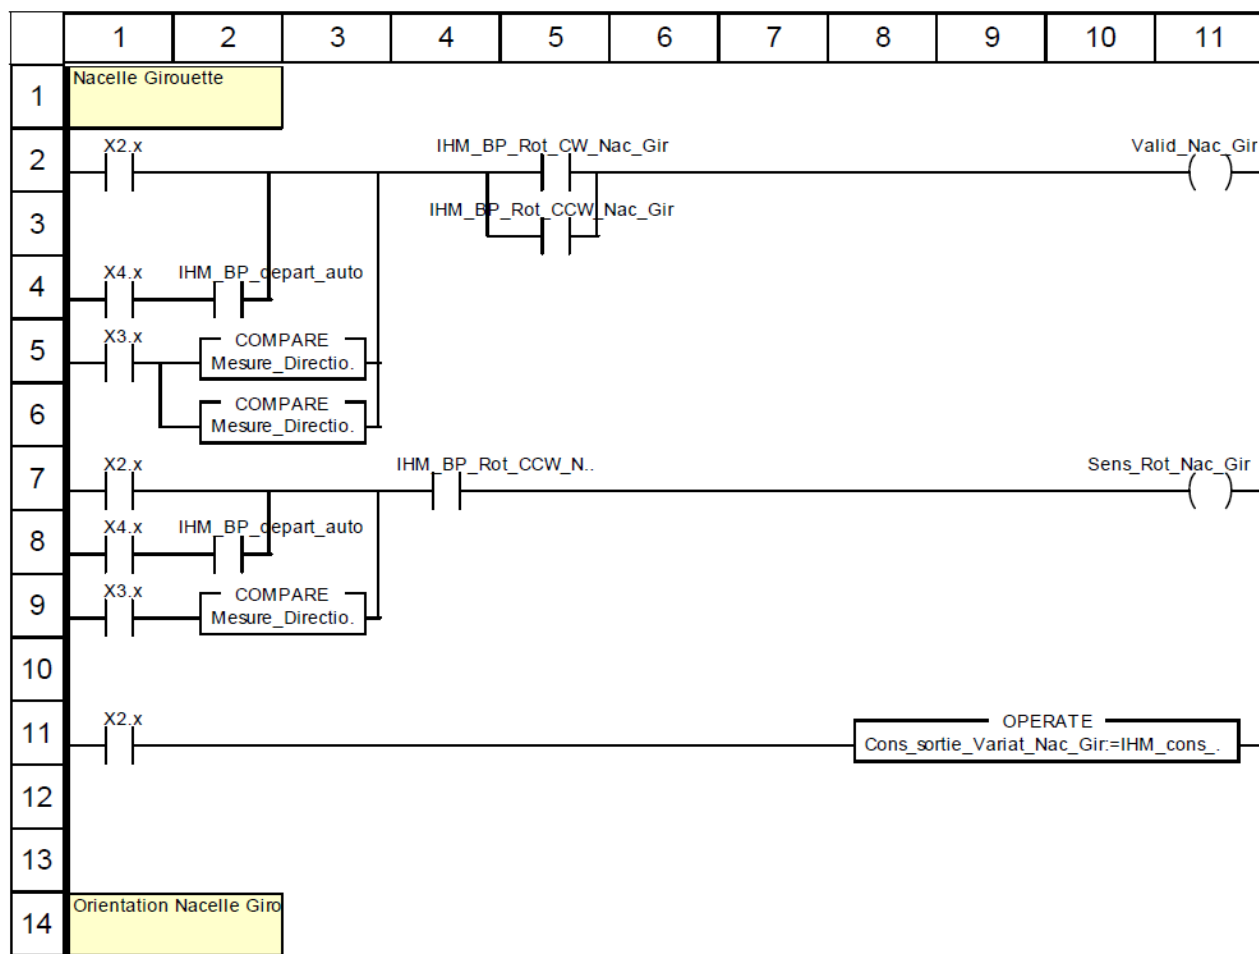 1 2 3 4 5 6 7 8 9 10 11
1 Nacelle Girouette
X2.x IHM_BP_Rot_CW_Nac_Gir Valid_Nac_Gir
2
IHM_BP_Rot_CCW_Nac_Gir
3
X4.x IHM_BP_depart_auto
4
X3.x COMPARE
5 Mesure_Directio.
COMPARE
6 Mesure_Directio.
X2.x IHM_BP_Rot_CCW_N.. Sens_Rot_Nac_Gir
7
X4.x IHM_BP_depart_auto
8
X3.x COMPARE
9 Mesure_Directio.
10
X2.x OPERATE
11 Cons_sortie_Variat_Nac_Gir:=IHM_cons_.
12
13
Orientation Nacelle Giro
14